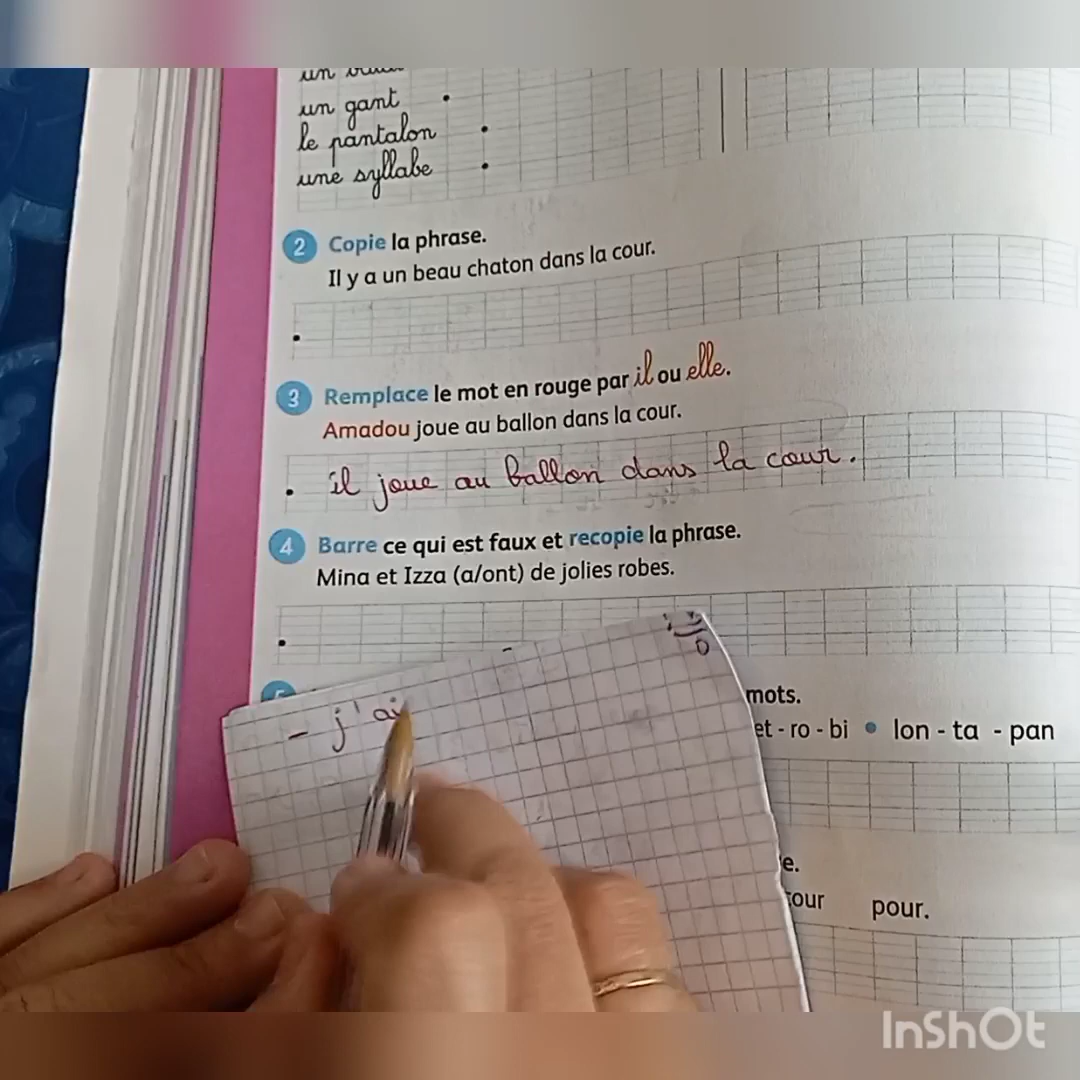 un
un gant
le pantalon
une syllabe
2 Copie la phrase.
Il y a un beau chaton dans la cour.
3 Remplace le mot en rouge par il ou elle.
Amadou joue au ballon dans la cour.
il joue au ballon dans la cour.
4 Barre ce qui est faux et recopie la phrase.
Mina et Izza (a/ont) de jolies robes.
mots.
et - ro - bi • lon - ta - pan
- j'ai
e.
our pour.
InShOt